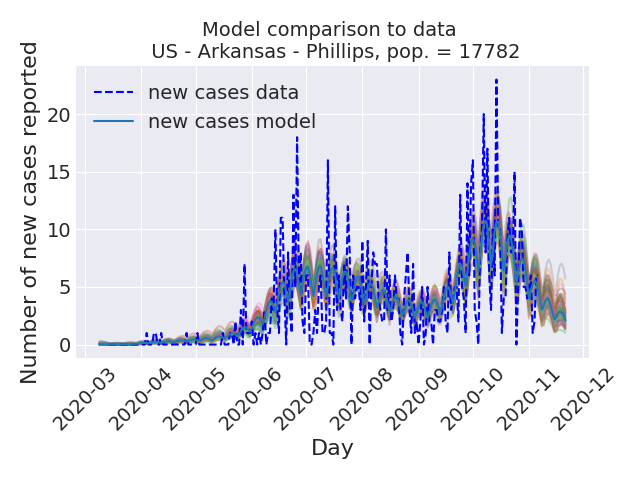 Model comparison to data
US - Arkansas - Phillips, pop. = 17782
Number of new cases reported
20
15
10
5
0
new cases data
new cases model
2020-03
2020-04
2020-05
2020-06
2020-07
2020-08
2020-09
2020-10
2020-11
2020-12
Day